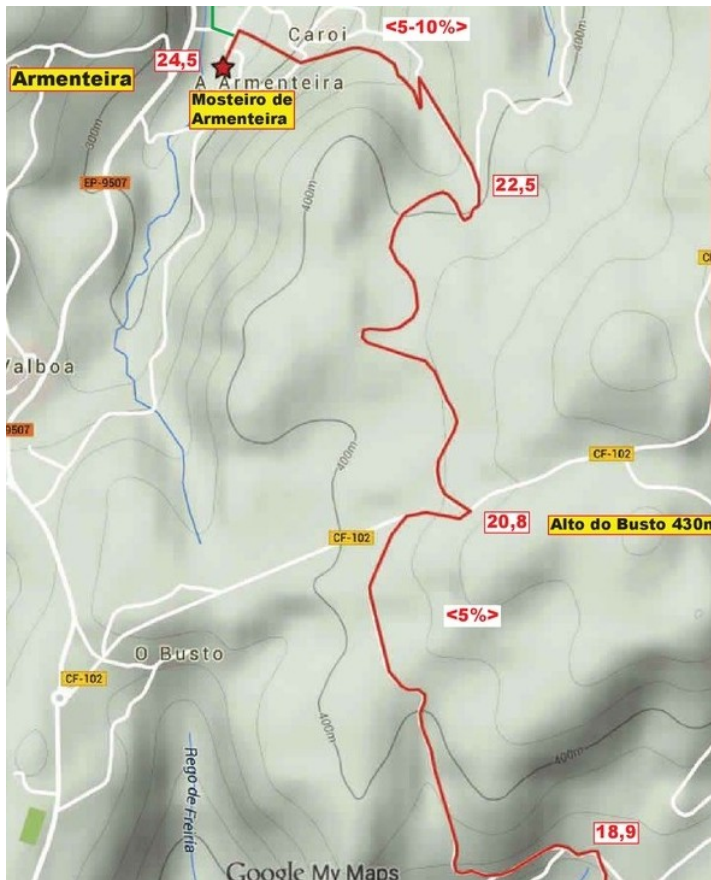 Caroi
<5-10%>
24,5
Armenteira
A Armenteira
Mosteiro de
Armenteira
300m
EP-9507
400m
22,5
Valboa
9507
400m
CF-102
20,8
Alto do Busto 430m
CF-102
<5%>
O Busto
CF-102
400m
400m
Rego de Freiria
18,9
Google My Maps